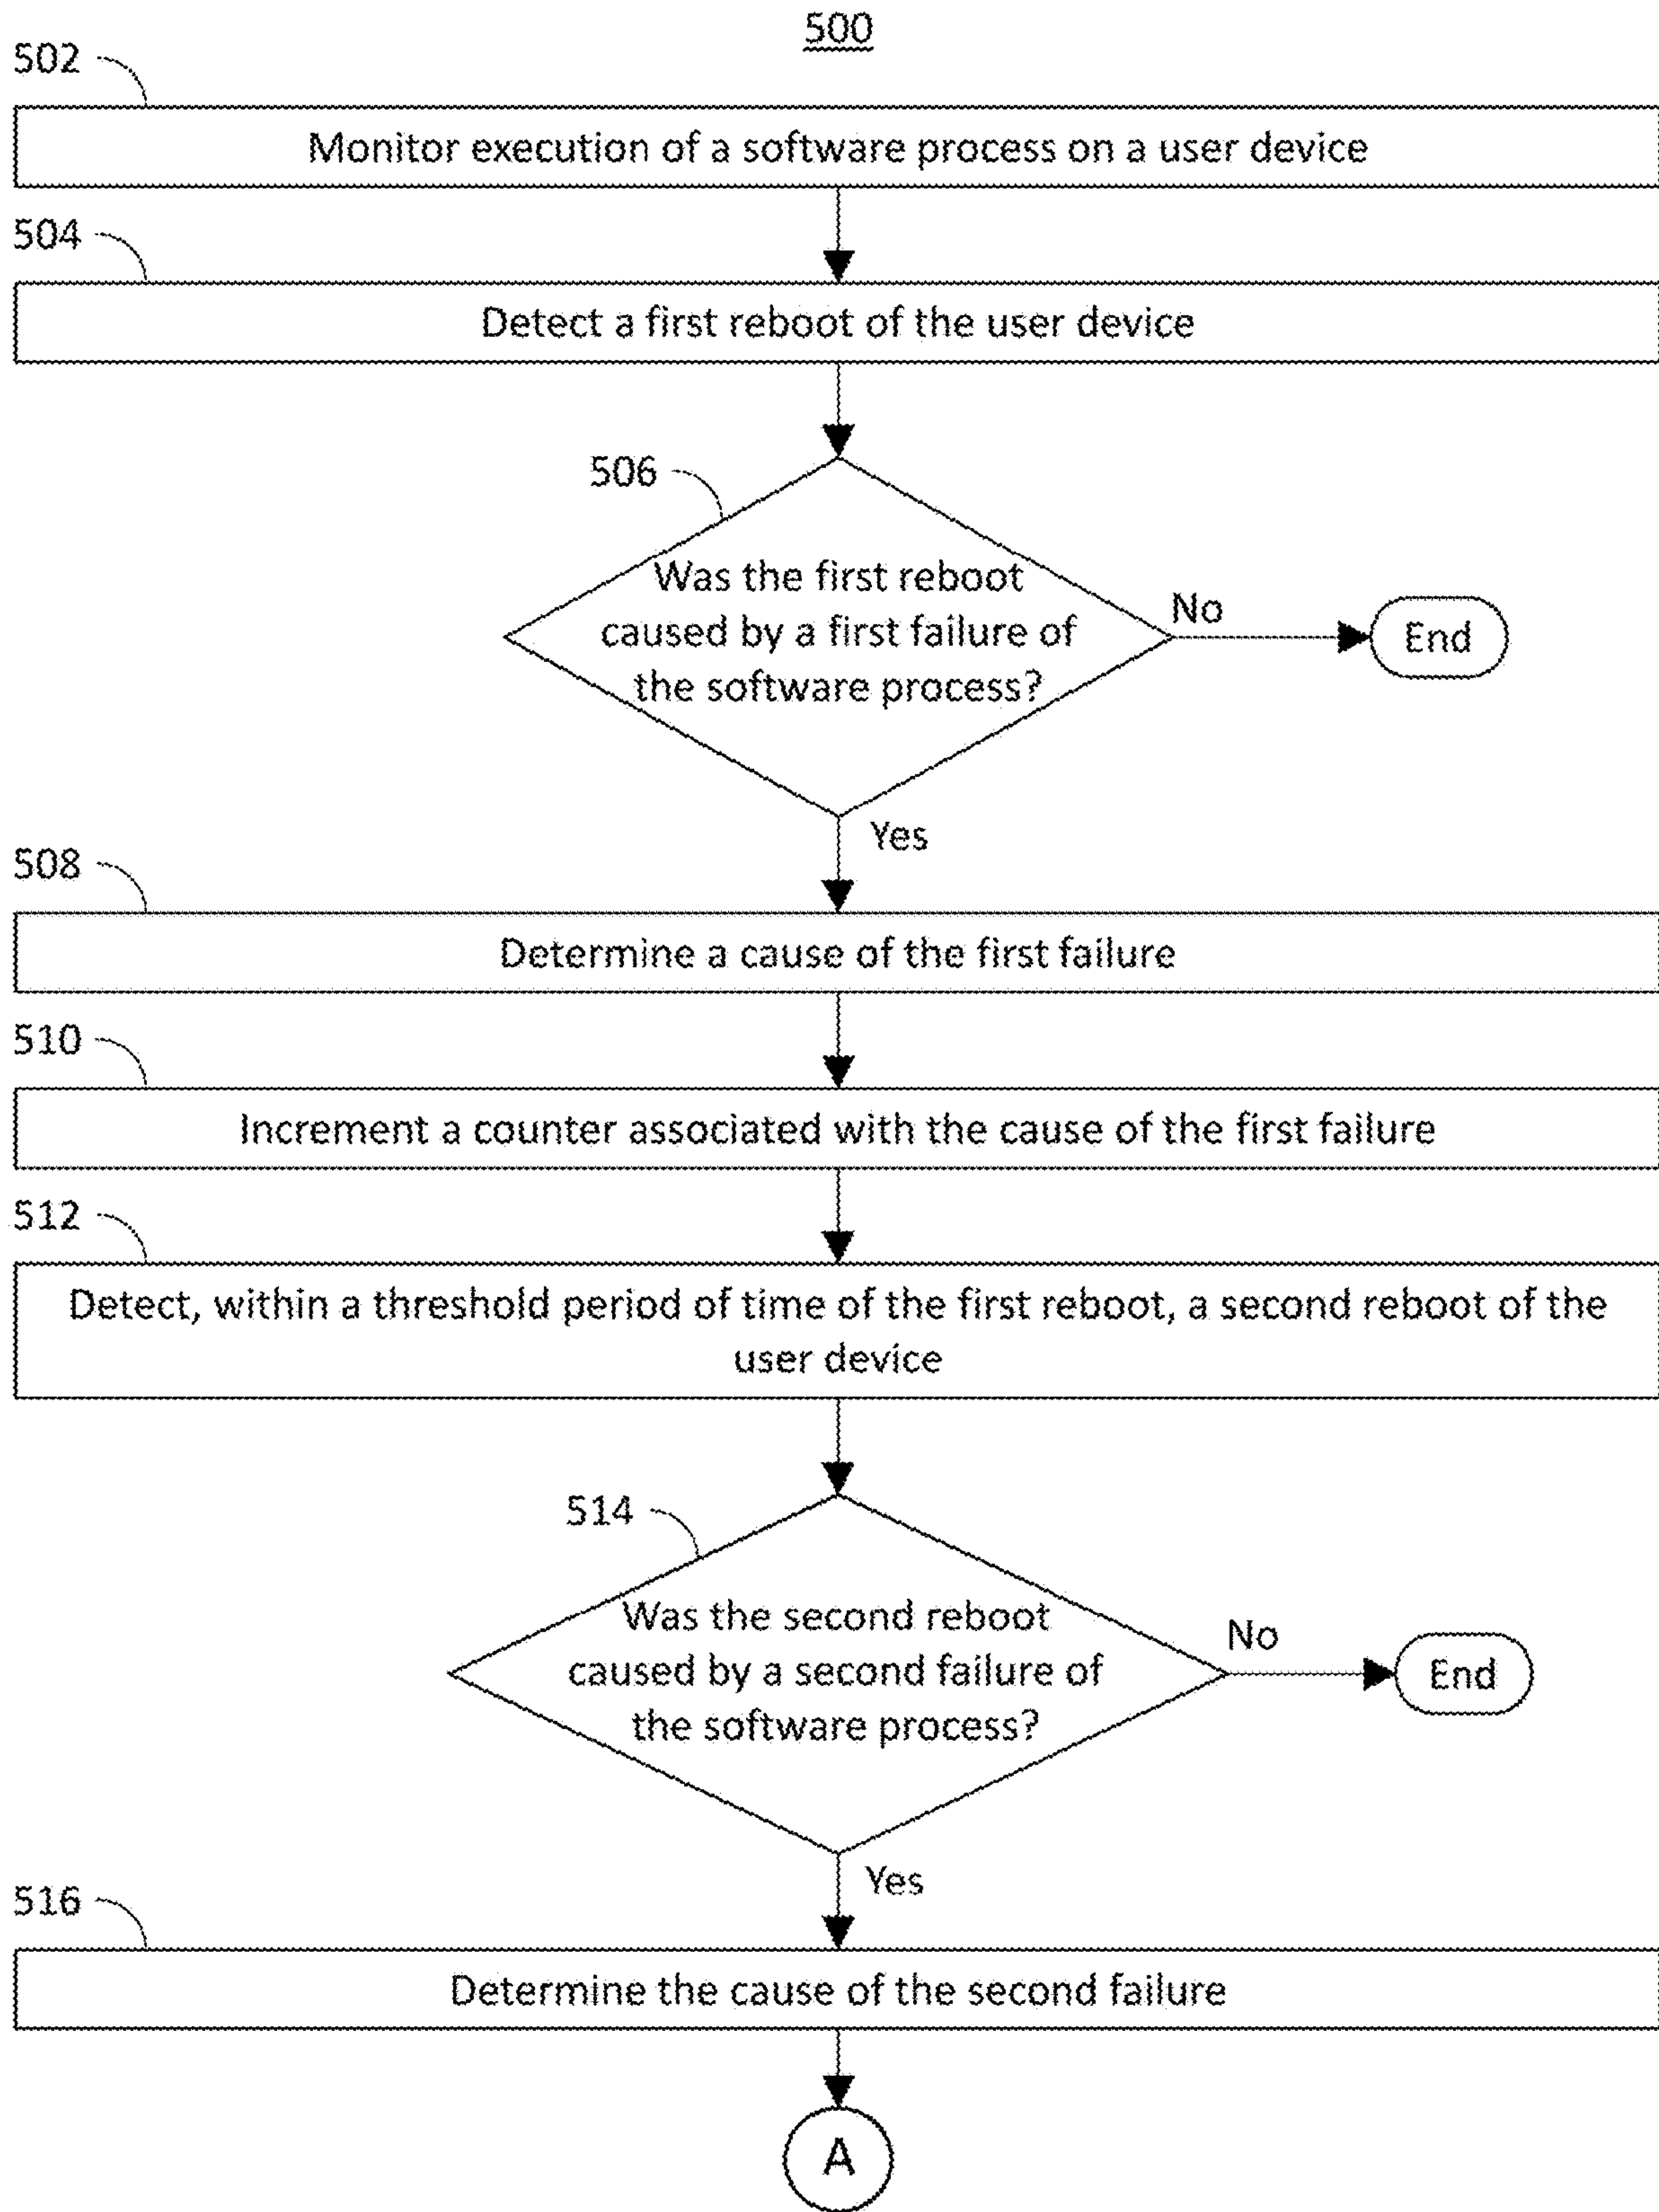 500
502
Monitor execution of a software process on a user device
504
Detect a first reboot of the user device
506
Was the first reboot
caused by a first failure of
the software process?
No
End
Yes
508
Determine a cause of the first failure
510
Increment a counter associated with the cause of the first failure
512
Detect, within a threshold period of time of the first reboot, a second reboot of the
user device
514
Was the second reboot
caused by a second failure of
the software process?
No
End
Yes
516
Determine the cause of the second failure
A